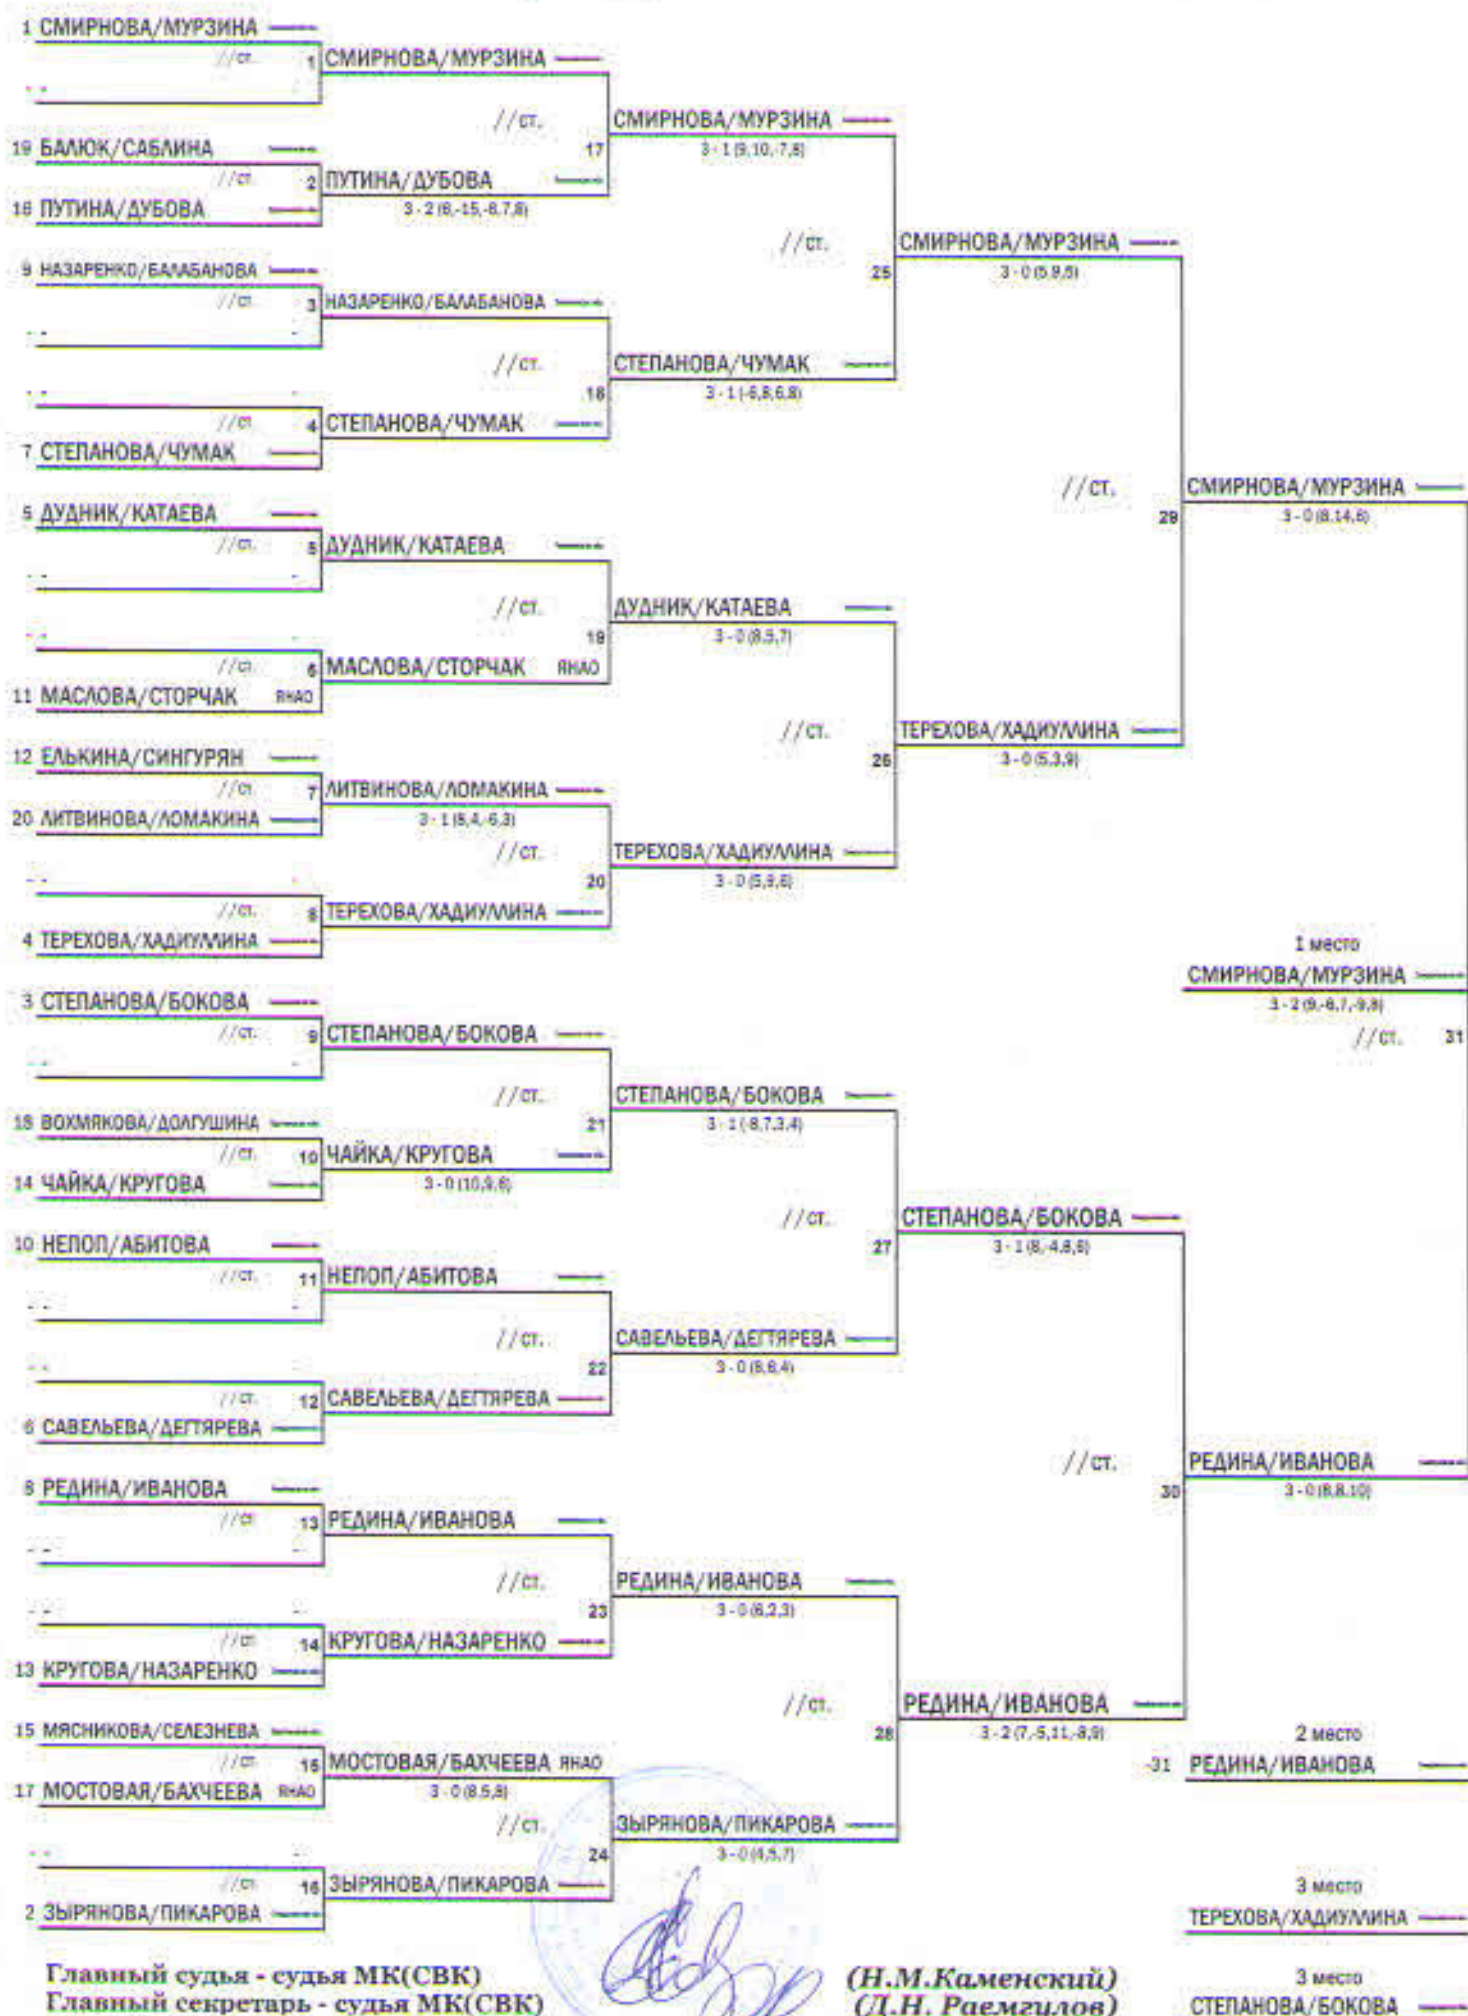 1 СМИРНОВА/МУРЗИНА
//ст. 1 СМИРНОВА/МУРЗИНА
//ст. СМИРНОВА/МУРЗИНА
17 3 - 1 (9,10,-7,8)
19 БАЛЮК/САБЛИНА
//ст. 2 ПУТИНА/ДУБОВА
16 ПУТИНА/ДУБОВА 3 - 2 (6,-15,-6,7,8)
//ст. СМИРНОВА/МУРЗИНА
25 3 - 0 (5,9,5)
9 НАЗАРЕНКО/БАЛАБАНОВА
//ст. 3 НАЗАРЕНКО/БАЛАБАНОВА
//ст. СТЕПАНОВА/ЧУМАК
18 3 - 1 (-6,8,6,8)
//ст. 4 СТЕПАНОВА/ЧУМАК
7 СТЕПАНОВА/ЧУМАК
//ст. СМИРНОВА/МУРЗИНА
29 3 - 0 (8,14,6)
5 ДУДНИК/КАТАЕВА
//ст. 5 ДУДНИК/КАТАЕВА
//ст. ДУДНИК/КАТАЕВА
19 3 - 0 (8,5,7)
//ст. 6 МАСЛОВА/СТОРЧАК ЯНАО
11 МАСЛОВА/СТОРЧАК ЯНАО
//ст. ТЕРЕХОВА/ХАДИУЛЛИНА
26 3 - 0 (5,3,9)
12 ЕЛЬКИНА/СИНГУРЯН
//ст. 7 ЛИТВИНОВА/ЛОМАКИНА
20 ЛИТВИНОВА/ЛОМАКИНА 3 - 1 (8,4,-6,3)
//ст. ТЕРЕХОВА/ХАДИУЛЛИНА
20 3 - 0 (5,9,6)
//ст. 8 ТЕРЕХОВА/ХАДИУЛЛИНА
4 ТЕРЕХОВА/ХАДИУЛЛИНА
1 место
СМИРНОВА/МУРЗИНА
3 - 2 (9,-6,7,-9,8)
//ст. 31
3 СТЕПАНОВА/БОКОВА
//ст. 9 СТЕПАНОВА/БОКОВА
//ст. СТЕПАНОВА/БОКОВА
21 3 - 1 (-8,7,3,4)
18 ВОХМЯКОВА/ДОЛГУШИНА
//ст. 10 ЧАЙКА/КРУГОВА
14 ЧАЙКА/КРУГОВА 3 - 0 (10,9,6)
//ст. СТЕПАНОВА/БОКОВА
27 3 - 1 (8,-4,8,6)
10 НЕПОП/АБИТОВА
//ст. 11 НЕПОП/АБИТОВА
//ст. САВЕЛЬЕВА/ДЕГТЯРЕВА
22 3 - 0 (8,6,4)
//ст. 12 САВЕЛЬЕВА/ДЕГТЯРЕВА
6 САВЕЛЬЕВА/ДЕГТЯРЕВА
//ст. РЕДИНА/ИВАНОВА
30 3 - 0 (8,8,10)
8 РЕДИНА/ИВАНОВА
//ст. 13 РЕДИНА/ИВАНОВА
//ст. РЕДИНА/ИВАНОВА
23 3 - 0 (6,2,3)
//ст. 14 КРУГОВА/НАЗАРЕНКО
13 КРУГОВА/НАЗАРЕНКО
//ст. РЕДИНА/ИВАНОВА
28 3 - 2 (7,-5,11,-8,9)
15 МЯСНИКОВА/СЕЛЕЗНЕВА
//ст. 15 МОСТОВАЯ/БАХЧЕЕВА ЯНАО
17 МОСТОВАЯ/БАХЧЕЕВА ЯНАО 3 - 0 (8,5,8)
2 место
-31 РЕДИНА/ИВАНОВА
//ст. ЗЫРЯНОВА/ПИКАРОВА
24 3 - 0 (4,5,7)
//ст. 16 ЗЫРЯНОВА/ПИКАРОВА
2 ЗЫРЯНОВА/ПИКАРОВА
3 место
ТЕРЕХОВА/ХАДИУЛЛИНА
Главный судья - судья МК(СВК) (Н.М.Каменский)
3 место
Главный секретарь - судья МК(СВК) (Д.Н. Раемгулов)
СТЕПАНОВА/БОКОВА